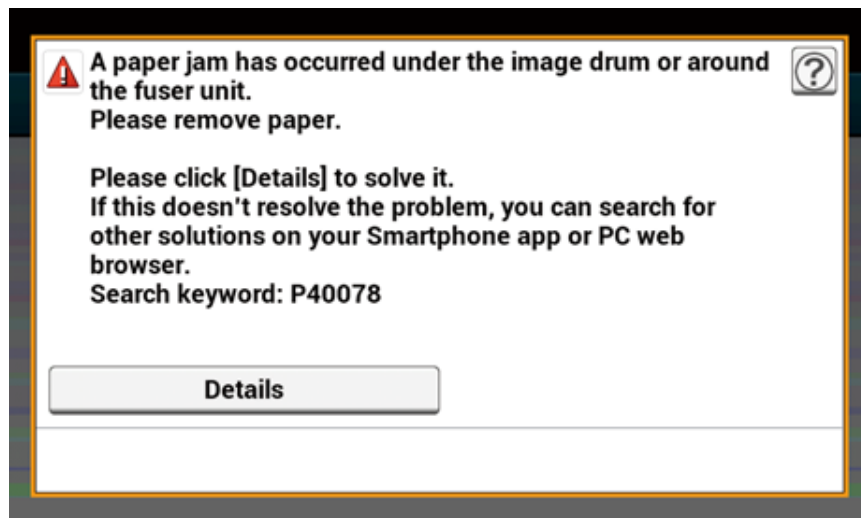 A paper jam has occurred under the image drum or around
the fuser unit.
Please remove paper.
Please click [Details] to solve it.
If this doesn't resolve the problem, you can search for
other solutions on your Smartphone app or PC web
browser.
Search keyword: P40078
Details